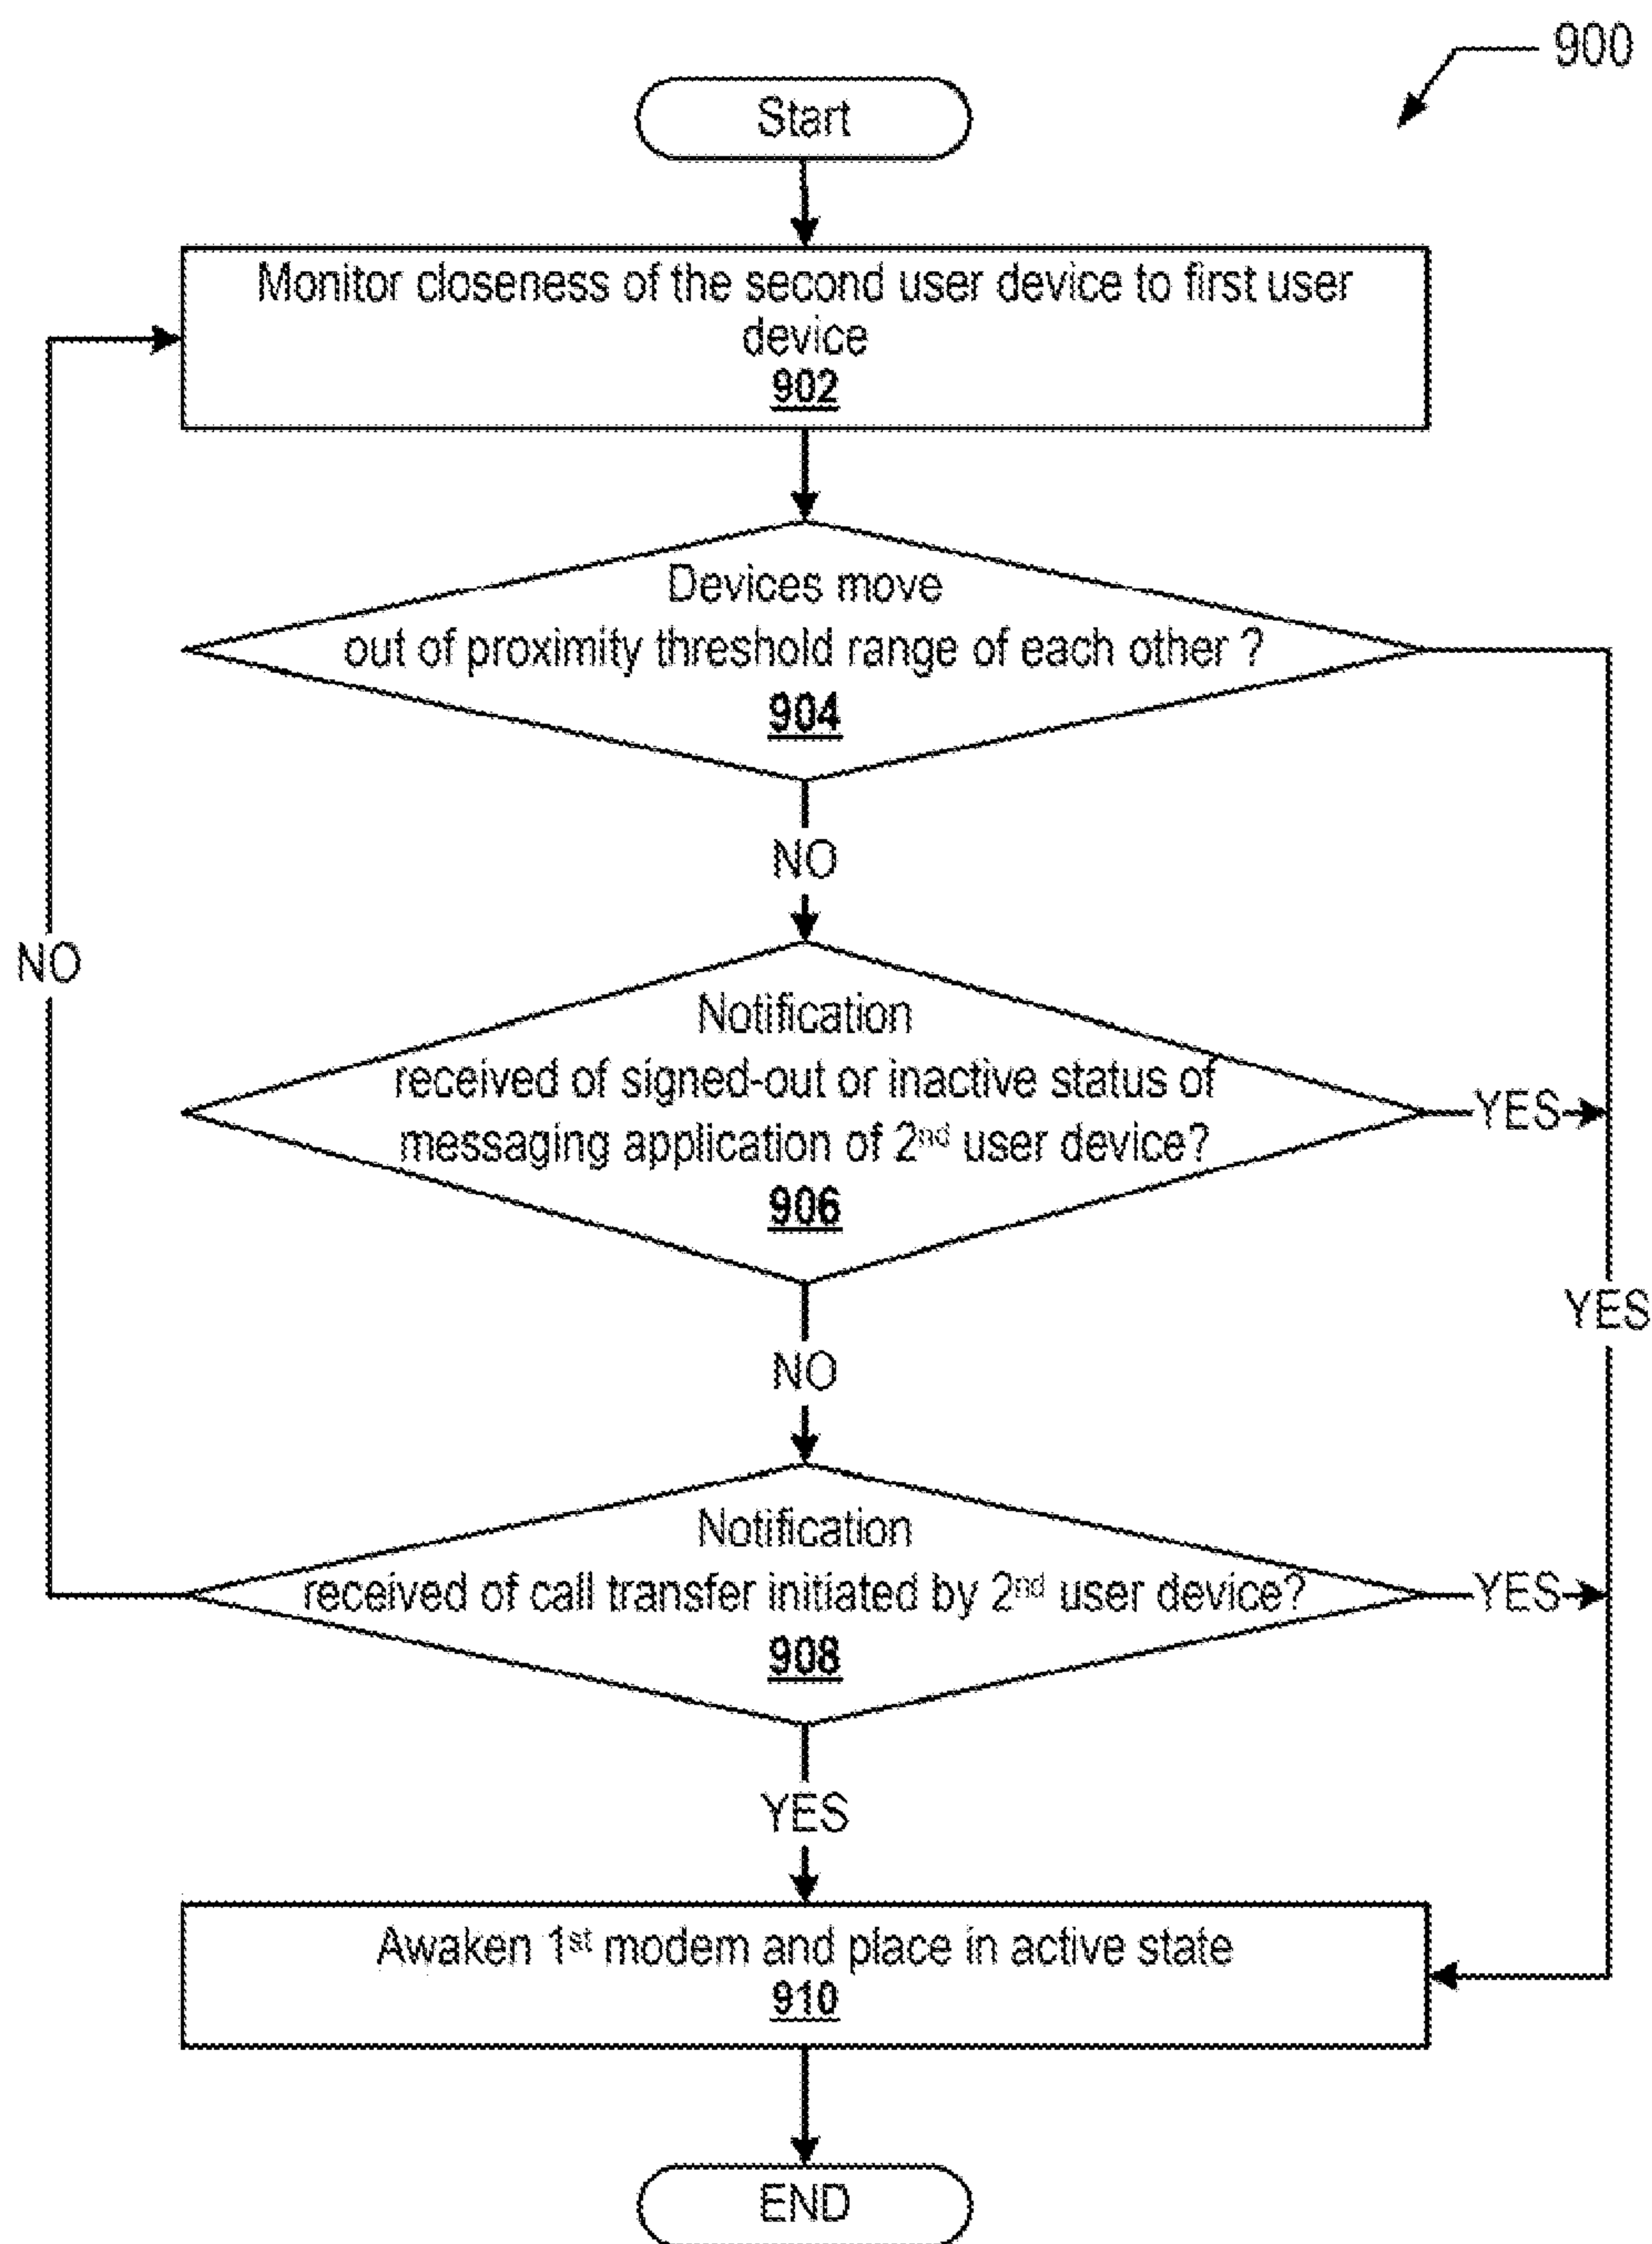 900
Start
Monitor closeness of the second user device to first user
device
902
Devices move
out of proximity threshold range of each other ?
904
NO
NO
Notification
received of signed-out or inactive status of
messaging application of 2nd user device?
906
YES
YES
NO
Notification
received of call transfer initiated by 2nd user device?
908
YES
YES
Awaken 1st modem and place in active state
910
END